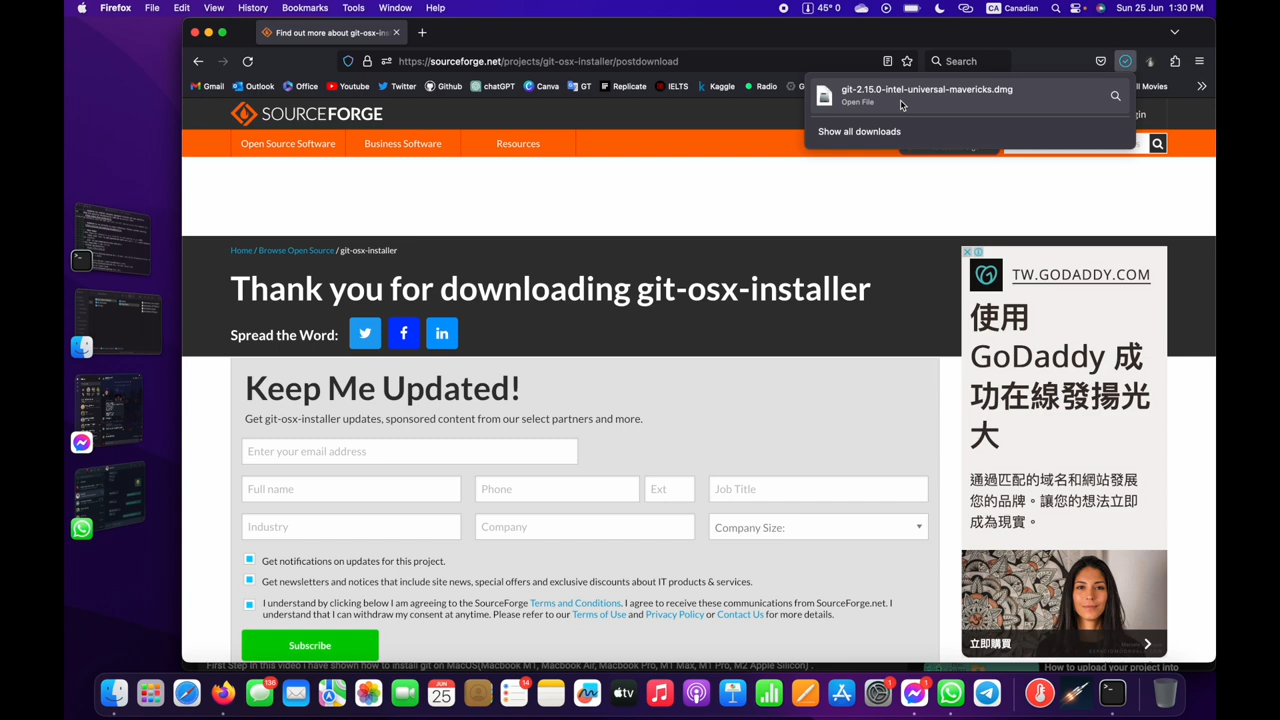 Firefox File Edit View History Bookmarks Tools Window Help
45° 0 Canadian Sun 25 Jun 1:30 PM
Find out more about git-osx-ins
https://sourceforge.net/projects/git-osx-installer/postdownload
Search
Gmail Outlook Office Youtube Twitter Github chatGPT Canva GT Replicate IELTS Kaggle Radio All Movies
git-2.15.0-intel-universal-mavericks.dmg
Open File
Show all downloads
SOURCEFORGE
Open Source Software Business Software Resources
Home / Browse Open Source / git-osx-installer
Thank you for downloading git-osx-installer
Spread the Word:
Keep Me Updated!
Get git-osx-installer updates, sponsored content from our select partners and more.
Enter your email address
Full name Phone Ext Job Title
Industry Company Company Size:
Get notifications on updates for this project.
Get newsletters and notices that include site news, special offers and exclusive discounts about IT products & services.
I understand by clicking below I am agreeing to the SourceForge Terms and Conditions. I agree to receive these communications from SourceForge.net. I
understand that I can withdraw my consent at anytime. Please refer to our Terms of Use and Privacy Policy or Contact Us for more details.
Subscribe
TW.GODADDY.COM
使用
GoDaddy 成
功在線發揚光
大
通過匹配的域名和網站發展
您的品牌。讓您的想法立即
成為現實。
立即購買
First Step in this video i have shown how to install git on MacOS(Macbook M1, Macbook Air, Macbook Pro, M1 Max, M1 Pro, M2 Apple Silicon) .
How to upload your project into
136
JUN
25
14
tv
1
1